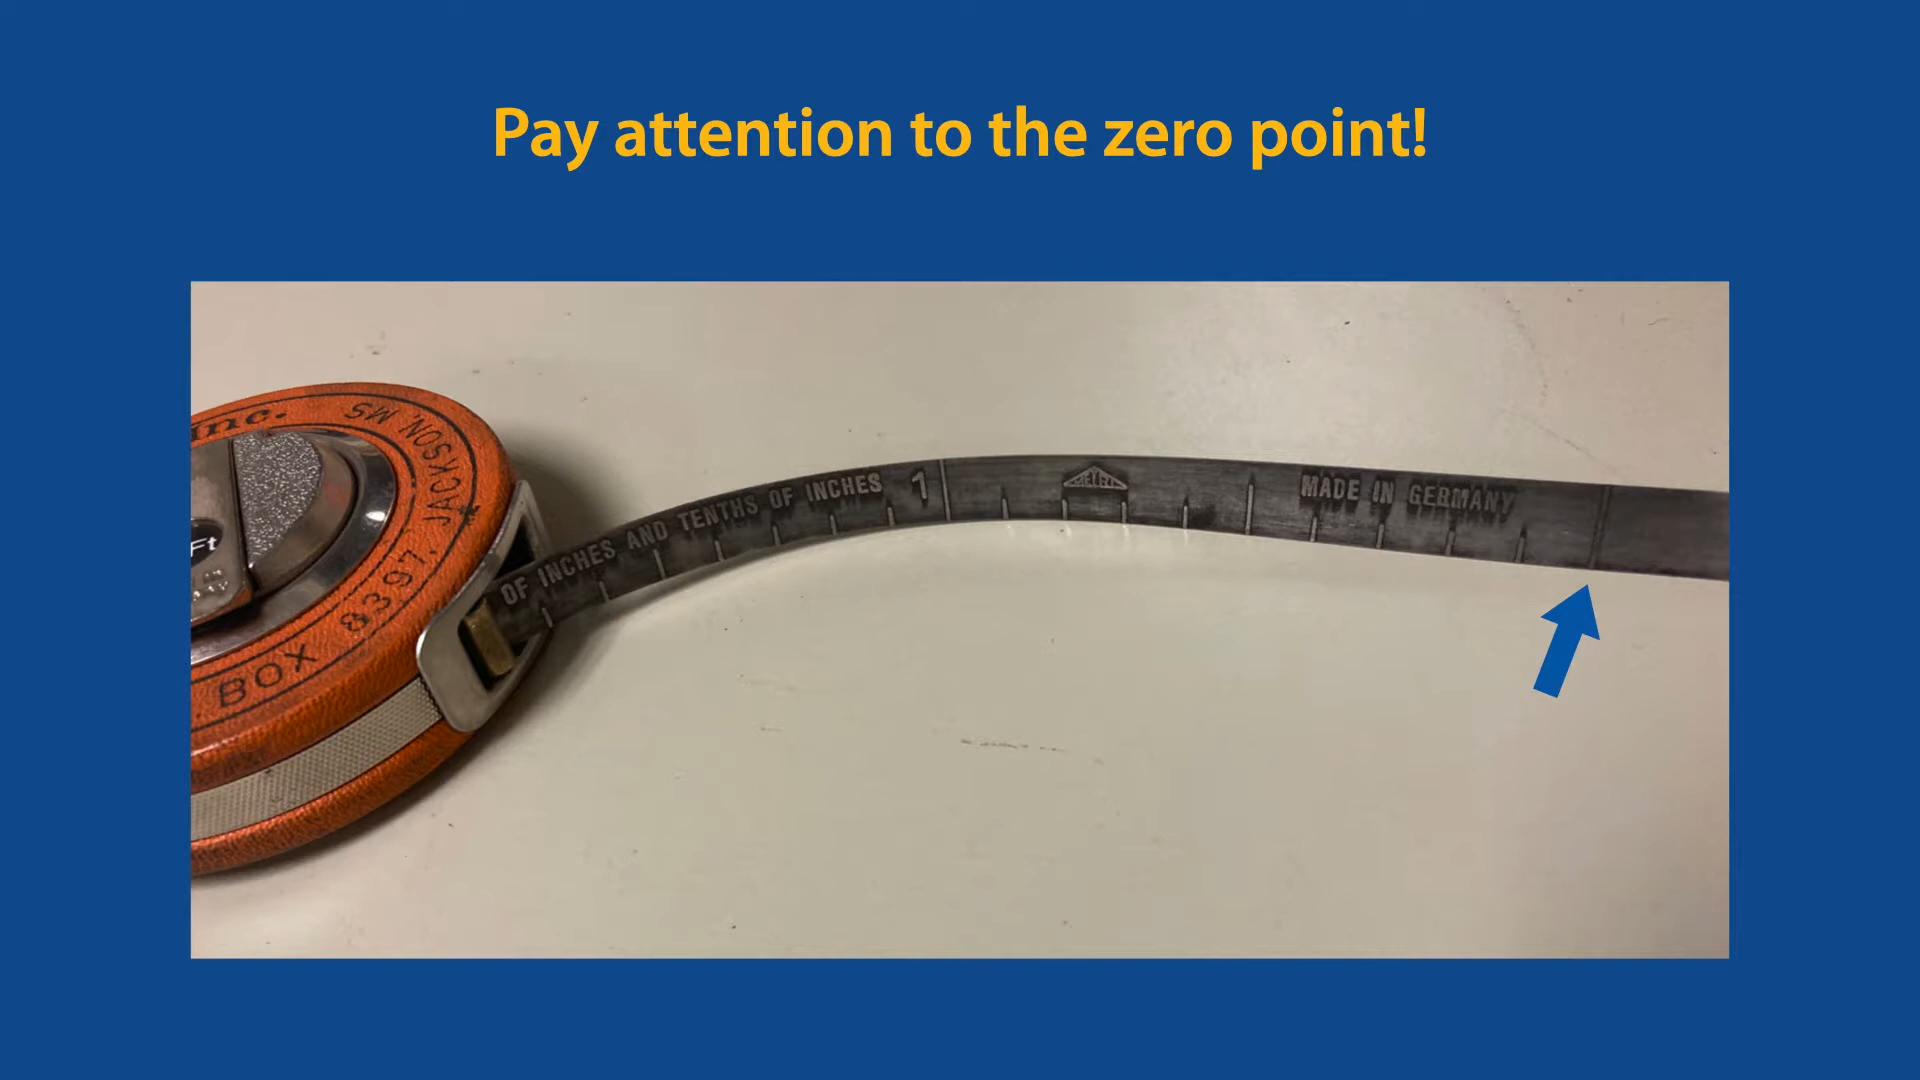 Pay attention to the zero point!
Inc.
JACKSON, MS
BOX 8397,
Ft
OF INCHES AND TENTHS OF INCHES 1
MADE IN GERMANY